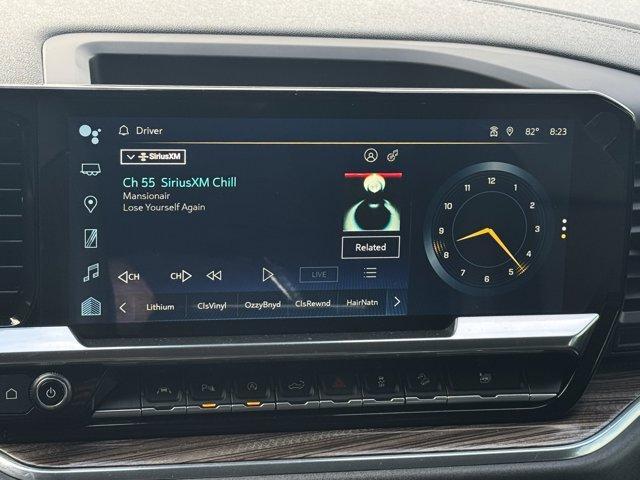 Driver
82° 8:23
SiriusXM
Ch 55 SiriusXM Chill
Mansionair
Lose Yourself Again
Related
CH CH LIVE
Lithium ClsVinyl OzzyBynd ClsRewnd HairNatn
12
1
2
3
4
5
6
7
8
9
10
11